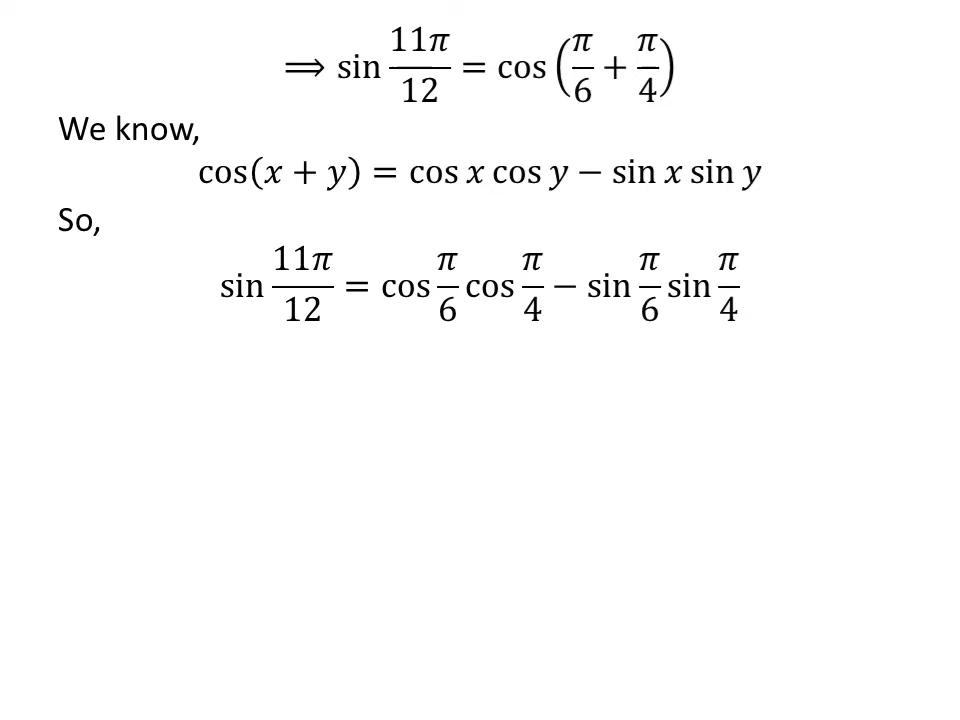 ⟹ sin 11π/12 = cos (π/6 + π/4)
We know,
cos(x + y) = cos x cos y − sin x sin y
So,
sin 11π/12 = cos π/6 cos π/4 − sin π/6 sin π/4